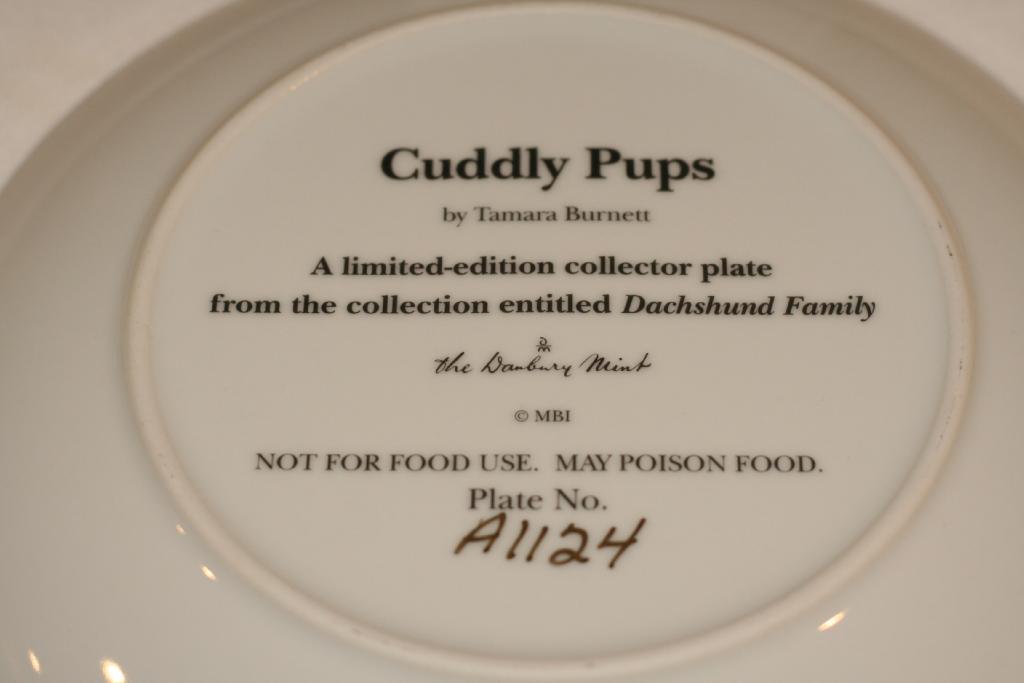 Cuddly Pups
by Tamara Burnett
A limited-edition collector plate
from the collection entitled Dachshund Family
the Danbury Mint
© MBI
NOT FOR FOOD USE. MAY POISON FOOD.
Plate No.
A1124